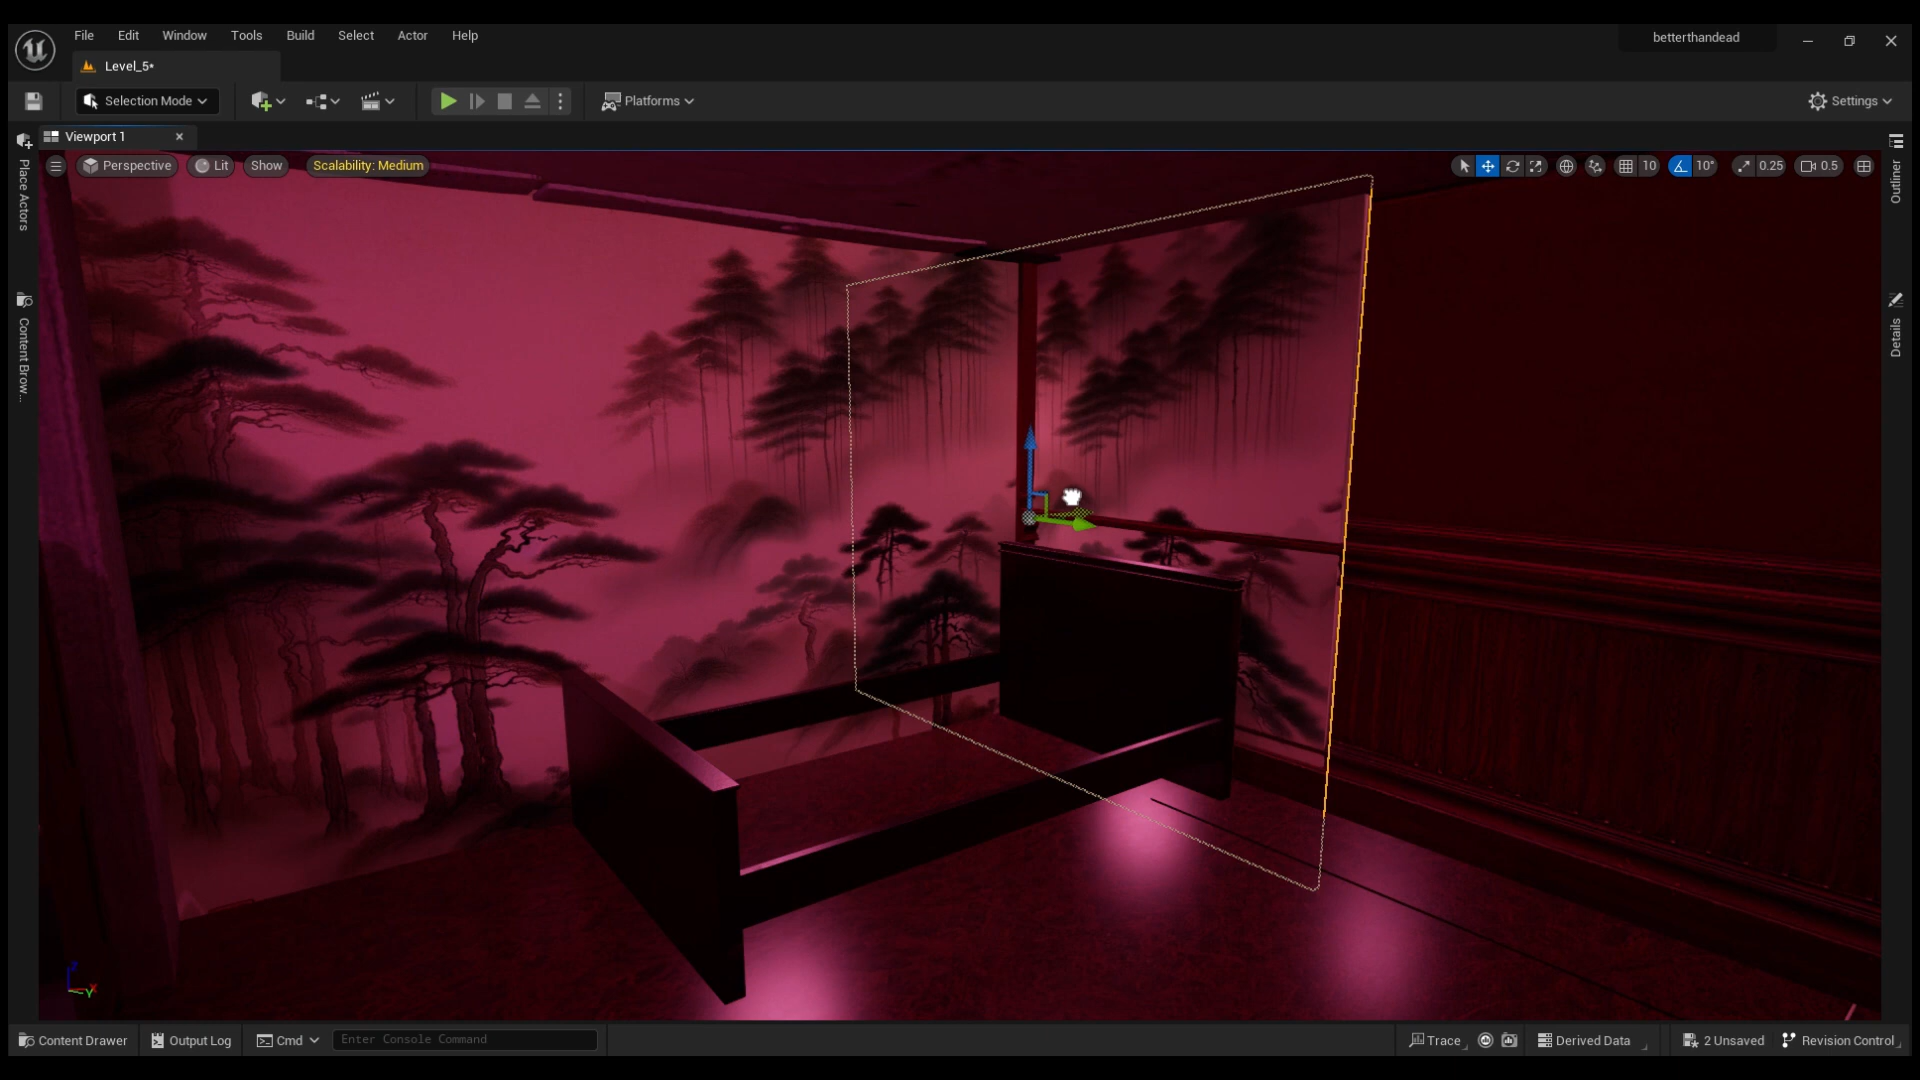 File Edit Window Tools Build Select Actor Help
betterthandead
Level_5*
Selection Mode
Platforms
Settings
Viewport 1
Perspective Lit Show Scalability: Medium
10 10° 0.25 0.5
Place Actors
Content Brow...
Outliner
Details
Content Drawer Output Log Cmd Enter Console Command
Trace Derived Data 2 Unsaved Revision Control